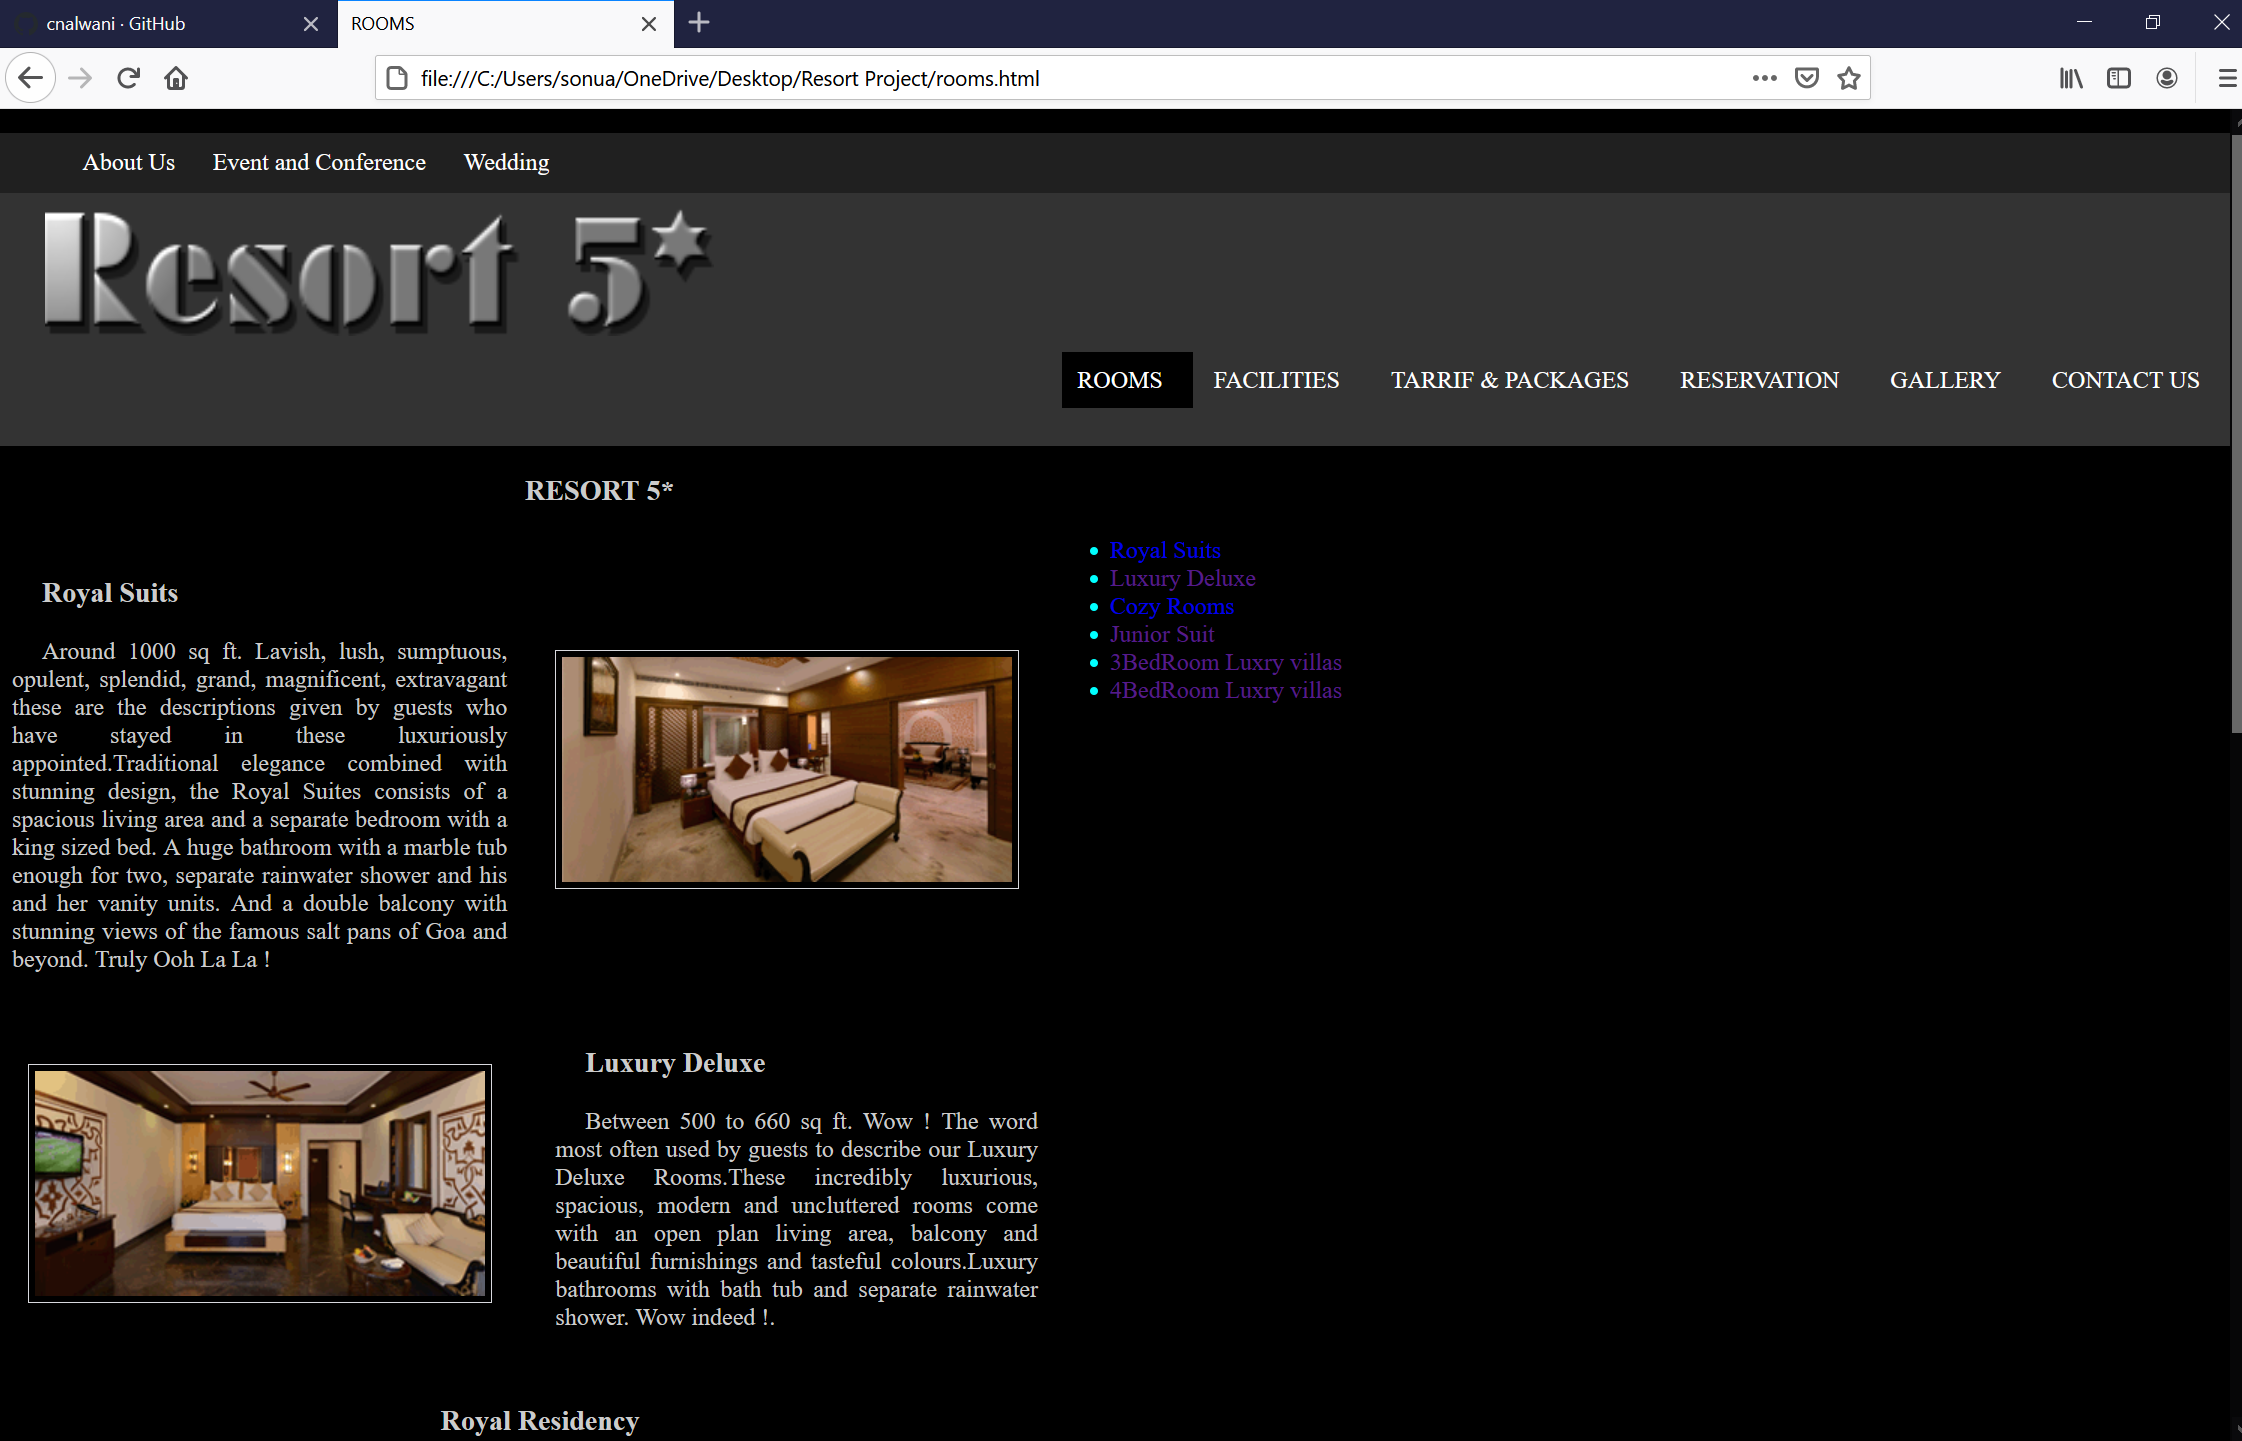 cnalwani · GitHub
ROOMS
file:///C:/Users/sonua/OneDrive/Desktop/Resort Project/rooms.html
About Us Event and Conference Wedding
Resort 5*
ROOMS FACILITIES TARRIF & PACKAGES RESERVATION GALLERY CONTACT US
RESORT 5*
Royal Suits
Around 1000 sq ft. Lavish, lush, sumptuous,
opulent, splendid, grand, magnificent, extravagant
these are the descriptions given by guests who
have stayed in these luxuriously
appointed.Traditional elegance combined with
stunning design, the Royal Suites consists of a
spacious living area and a separate bedroom with a
king sized bed. A huge bathroom with a marble tub
enough for two, separate rainwater shower and his
and her vanity units. And a double balcony with
stunning views of the famous salt pans of Goa and
beyond. Truly Ooh La La !
Royal Suits
Luxury Deluxe
Cozy Rooms
Junior Suit
3BedRoom Luxry villas
4BedRoom Luxry villas
Luxury Deluxe
Between 500 to 660 sq ft. Wow ! The word
most often used by guests to describe our Luxury
Deluxe Rooms.These incredibly luxurious,
spacious, modern and uncluttered rooms come
with an open plan living area, balcony and
beautiful furnishings and tasteful colours.Luxury
bathrooms with bath tub and separate rainwater
shower. Wow indeed !.
Royal Residency